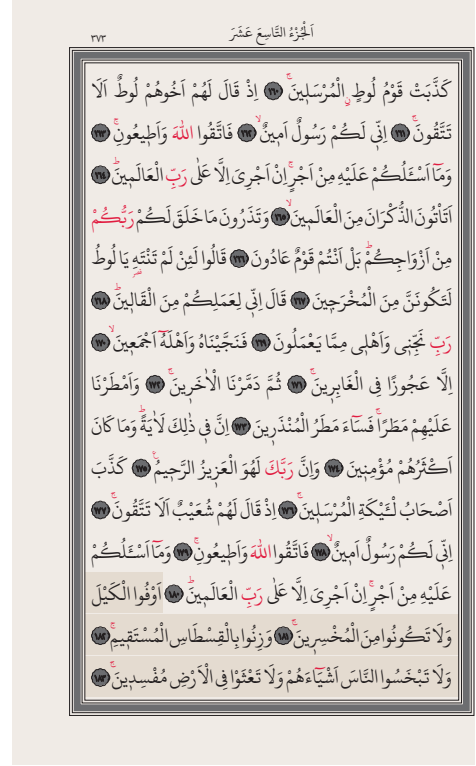 اَلْجُزْءُ التَّاسِعَ عَشَرَ
٣٧٣
كَذَّبَتْ قَوْمُ لُوطٍ الْمُرْسَلٖينَۚ ﴿١٦٠﴾ اِذْ قَالَ لَهُمْ اَخُوهُمْ لُوطٌ اَلَا
تَتَّقُونَۚ ﴿١٦١﴾ اِنّٖى لَكُمْ رَسُولٌ اَمٖينٌۙ ﴿١٦٢﴾ فَاتَّقُوا اللّٰهَ وَاَطٖيعُونِۚ ﴿١٦٣﴾
وَمَٓا اَسْـَٔلُكُمْ عَلَيْهِ مِنْ اَجْرٍۚ اِنْ اَجْرِىَ اِلَّا عَلٰى رَبِّ الْعَالَمٖينَۜ ﴿١٦٤﴾
اَتَأْتُونَ الذُّكْرَانَ مِنَ الْعَالَمٖينَۙ ﴿١٦٥﴾ وَتَذَرُونَ مَا خَلَقَ لَكُمْ رَبُّكُمْ
مِنْ اَزْوَاجِكُمْۜ بَلْ اَنْتُمْ قَوْمٌ عَادُونَ ﴿١٦٦﴾ قَالُوا لَئِنْ لَمْ تَنْتَهِ يَا لُوطُ
لَتَكُونَنَّ مِنَ الْمُخْرَجٖينَ ﴿١٦٧﴾ قَالَ اِنّٖى لِعَمَلِكُمْ مِنَ الْقَالٖينَۜ ﴿١٦٨﴾
رَبِّ نَجِّنٖى وَاَهْلٖى مِمَّا يَعْمَلُونَ ﴿١٦٩﴾ فَنَجَّيْنَاهُ وَاَهْلَهُٓ اَجْمَعٖينَۙ ﴿١٧٠﴾
اِلَّا عَجُوزًا فِى الْغَابِرٖينَۚ ﴿١٧١﴾ ثُمَّ دَمَّرْنَا الْاٰخَرٖينَۚ ﴿١٧٢﴾ وَاَمْطَرْنَا
عَلَيْهِمْ مَطَرًاۚ فَسَٓاءَ مَطَرُ الْمُنْذَرٖينَ ﴿١٧٣﴾ اِنَّ فٖى ذٰلِكَ لَاٰيَةًۜ وَمَا كَانَ
اَكْثَرُهُمْ مُؤْمِنٖينَ ﴿١٧٤﴾ وَاِنَّ رَبَّكَ لَهُوَ الْعَزٖيزُ الرَّحٖيمُ۟ ﴿١٧٥﴾ كَذَّبَ
اَصْحَابُ لْـَٔيْكَةِ الْمُرْسَلٖينَۚ ﴿١٧٦﴾ اِذْ قَالَ لَهُمْ شُعَيْبٌ اَلَا تَتَّقُونَۚ ﴿١٧٧﴾
اِنّٖى لَكُمْ رَسُولٌ اَمٖينٌۙ ﴿١٧٨﴾ فَاتَّقُوا اللّٰهَ وَاَطٖيعُونِۚ ﴿١٧٩﴾ وَمَٓا اَسْـَٔلُكُمْ
عَلَيْهِ مِنْ اَجْرٍۚ اِنْ اَجْرِىَ اِلَّا عَلٰى رَبِّ الْعَالَمٖينَۜ ﴿١٨٠﴾ اَوْفُوا الْكَيْلَ
وَلَا تَكُونُوا مِنَ الْمُخْسِرٖينَۚ ﴿١٨١﴾ وَزِنُوا بِالْقِسْطَاسِ الْمُسْتَقٖيمِۚ ﴿١٨٢﴾
وَلَا تَبْخَسُوا النَّاسَ اَشْيَٓاءَهُمْ وَلَا تَعْثَوْا فِى الْاَرْضِ مُفْسِدٖينَۚ ﴿١٨٣﴾